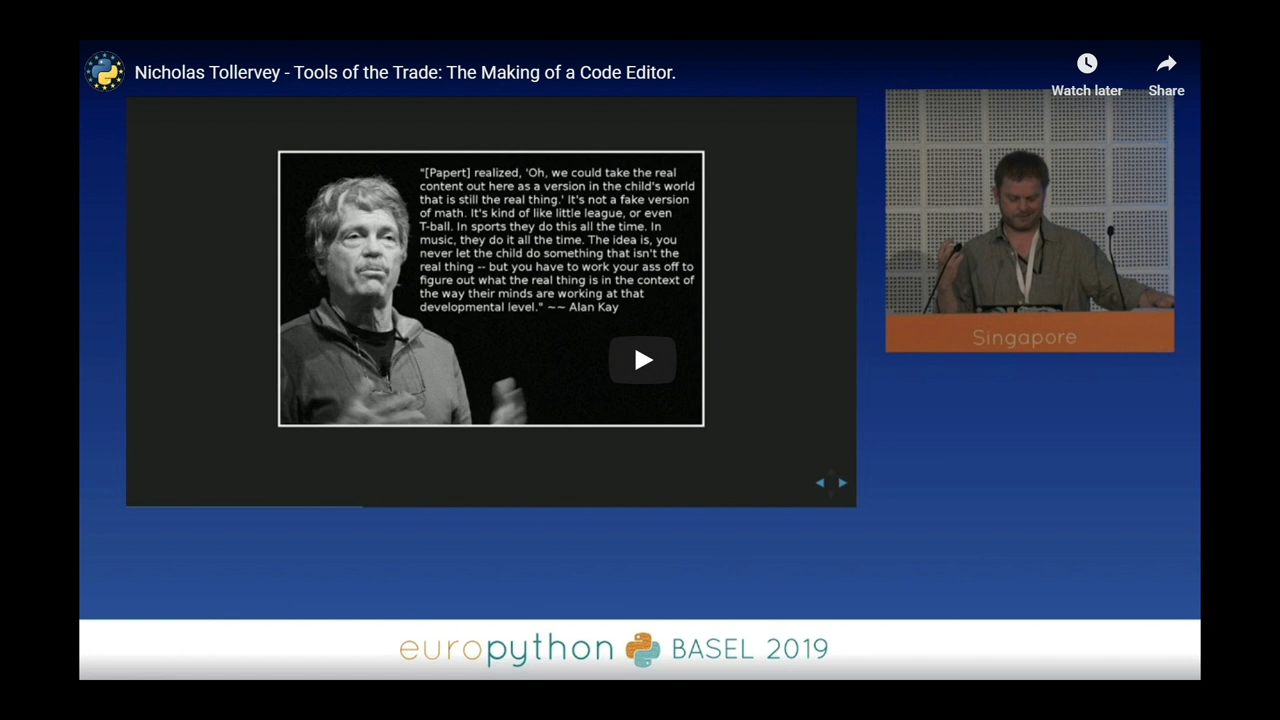 Nicholas Tollervey - Tools of the Trade: The Making of a Code Editor.
Watch later
Share
"[Papert] realized, 'Oh, we could take the real
content out here as a version in the child's world
that is still the real thing.' It's not a fake version
of math. It's kind of like little league, or even
T-ball. In sports they do this all the time. In
music, they do it all the time. The idea is, you
never let the child do something that isn't the
real thing -- but you have to work your ass off to
figure out what the real thing is in the context of
the way their minds are working at that
developmental level." ~~ Alan Kay
Singapore
europython BASEL 2019